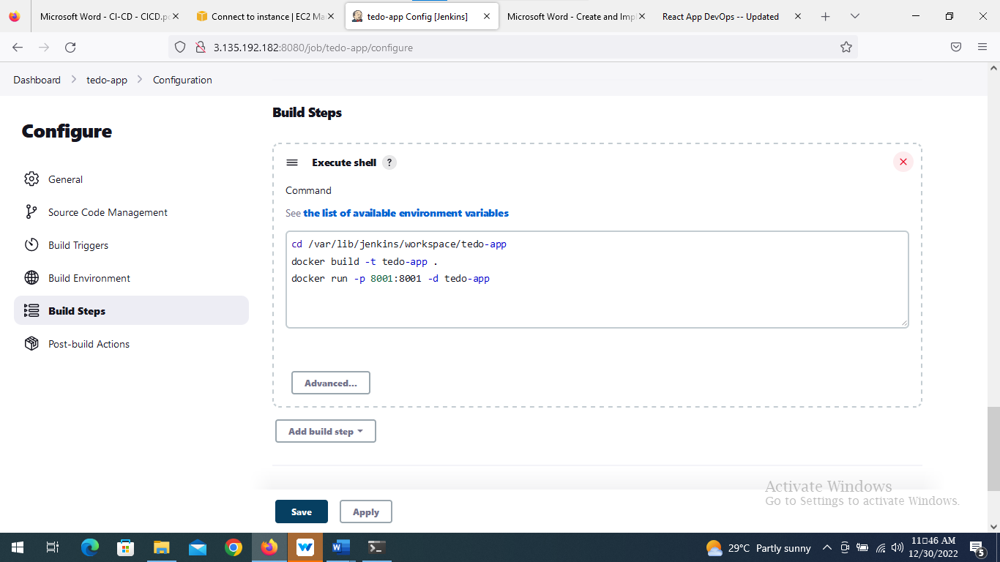 Microsoft Word - CI-CD - CICD.p
Connect to instance | EC2 Ma
tedo-app Config [Jenkins]
Microsoft Word - Create and Imp
React App DevOps -- Updated
3.135.192.182:8080/job/tedo-app/configure
Dashboard
tedo-app
Configuration
Configure
General
Source Code Management
Build Triggers
Build Environment
Build Steps
Post-build Actions
Build Steps
Execute shell ?
Command
See the list of available environment variables
cd /var/lib/jenkins/workspace/tedo-app
docker build -t tedo-app .
docker run -p 8001:8001 -d tedo-app
Advanced...
Add build step
Save
Apply
Activate Windows
Go to Settings to activate Windows.
29°C Partly sunny
11:46 AM
12/30/2022
5